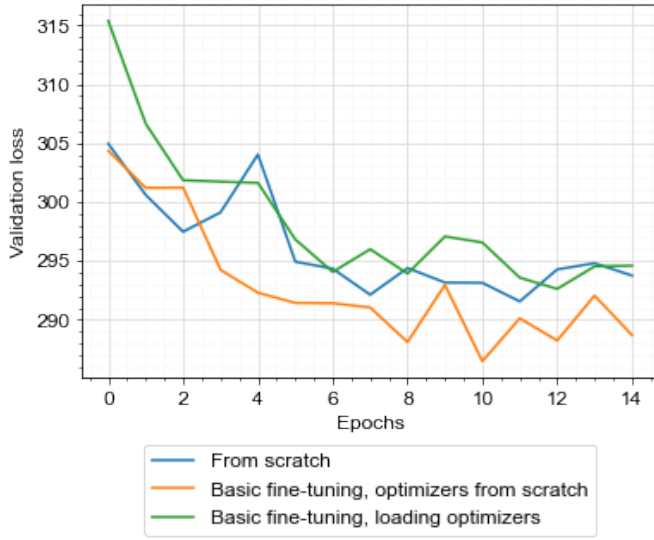 315
310
305
300
295
290
Validation loss
0 2 4 6 8 10 12 14
Epochs
From scratch
Basic fine-tuning, optimizers from scratch
Basic fine-tuning, loading optimizers